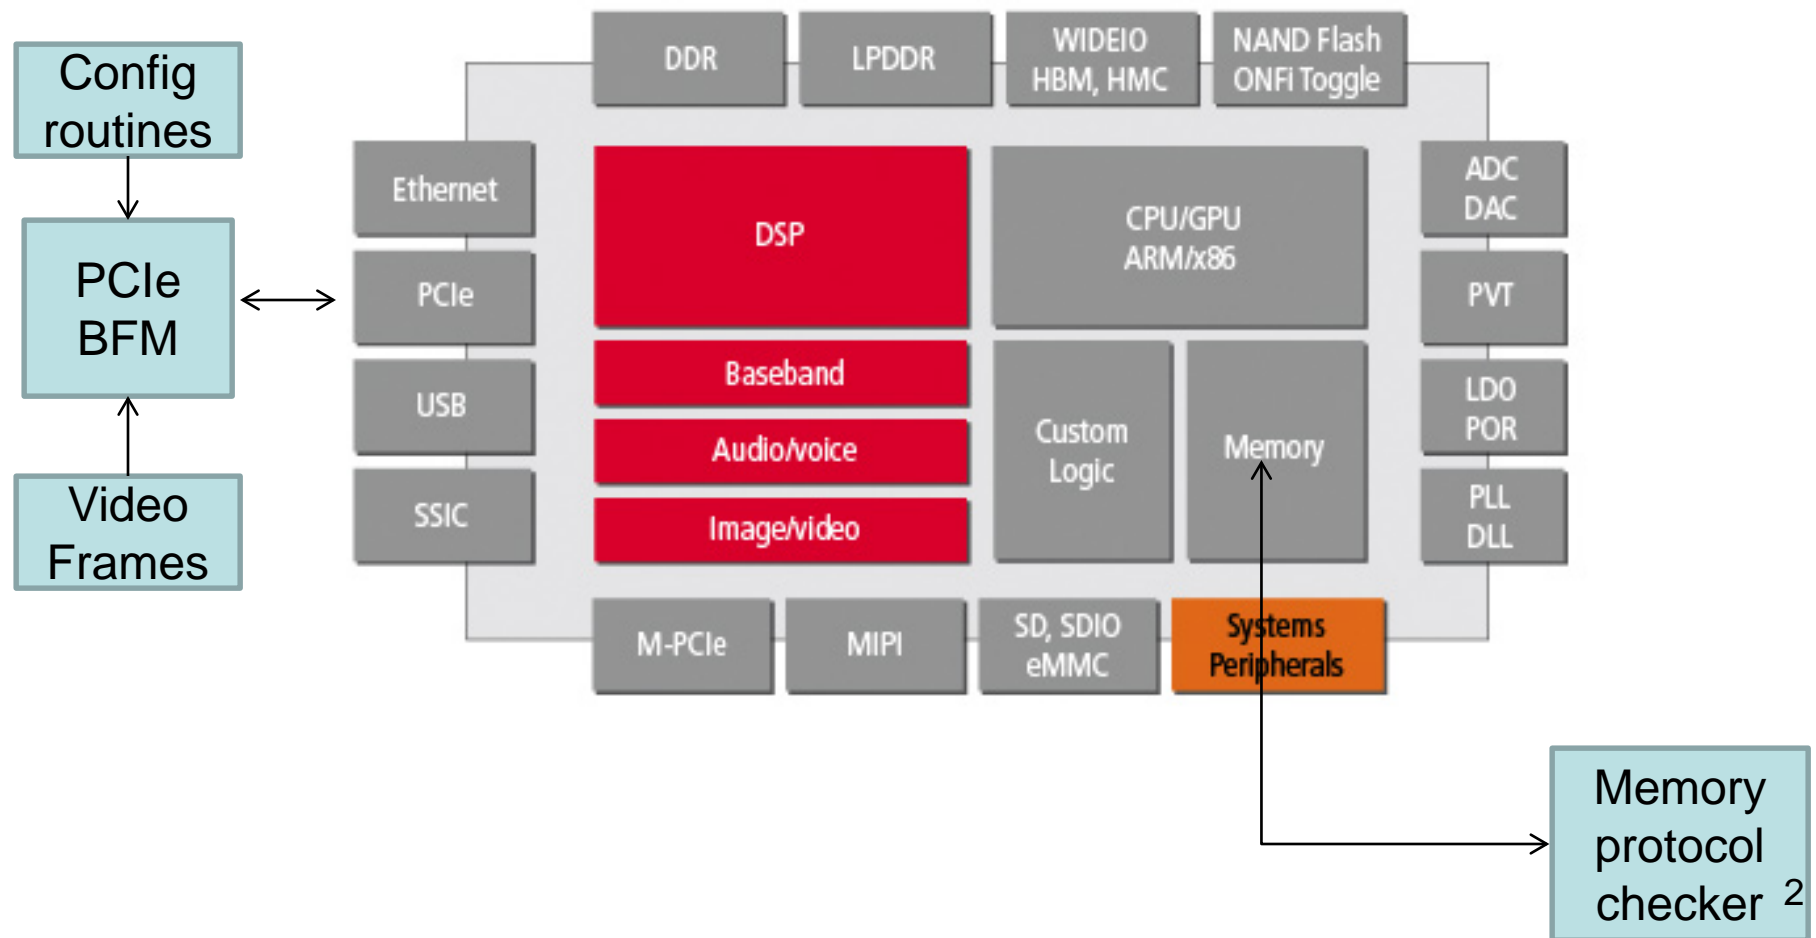 Config
routines
PCIe
BFM
Video
Frames
DDR
LPDDR
WIDEIO
HBM, HMC
NAND Flash
ONFi Toggle
Ethernet
PCIe
USB
SSIC
DSP
Baseband
Audio/voice
Image/video
CPU/GPU
ARM/x86
Custom
Logic
Memory
ADC
DAC
PVT
LDO
POR
PLL
DLL
M-PCIe
MIPI
SD, SDIO
eMMC
Systems
Peripherals
Memory
protocol
checker 2